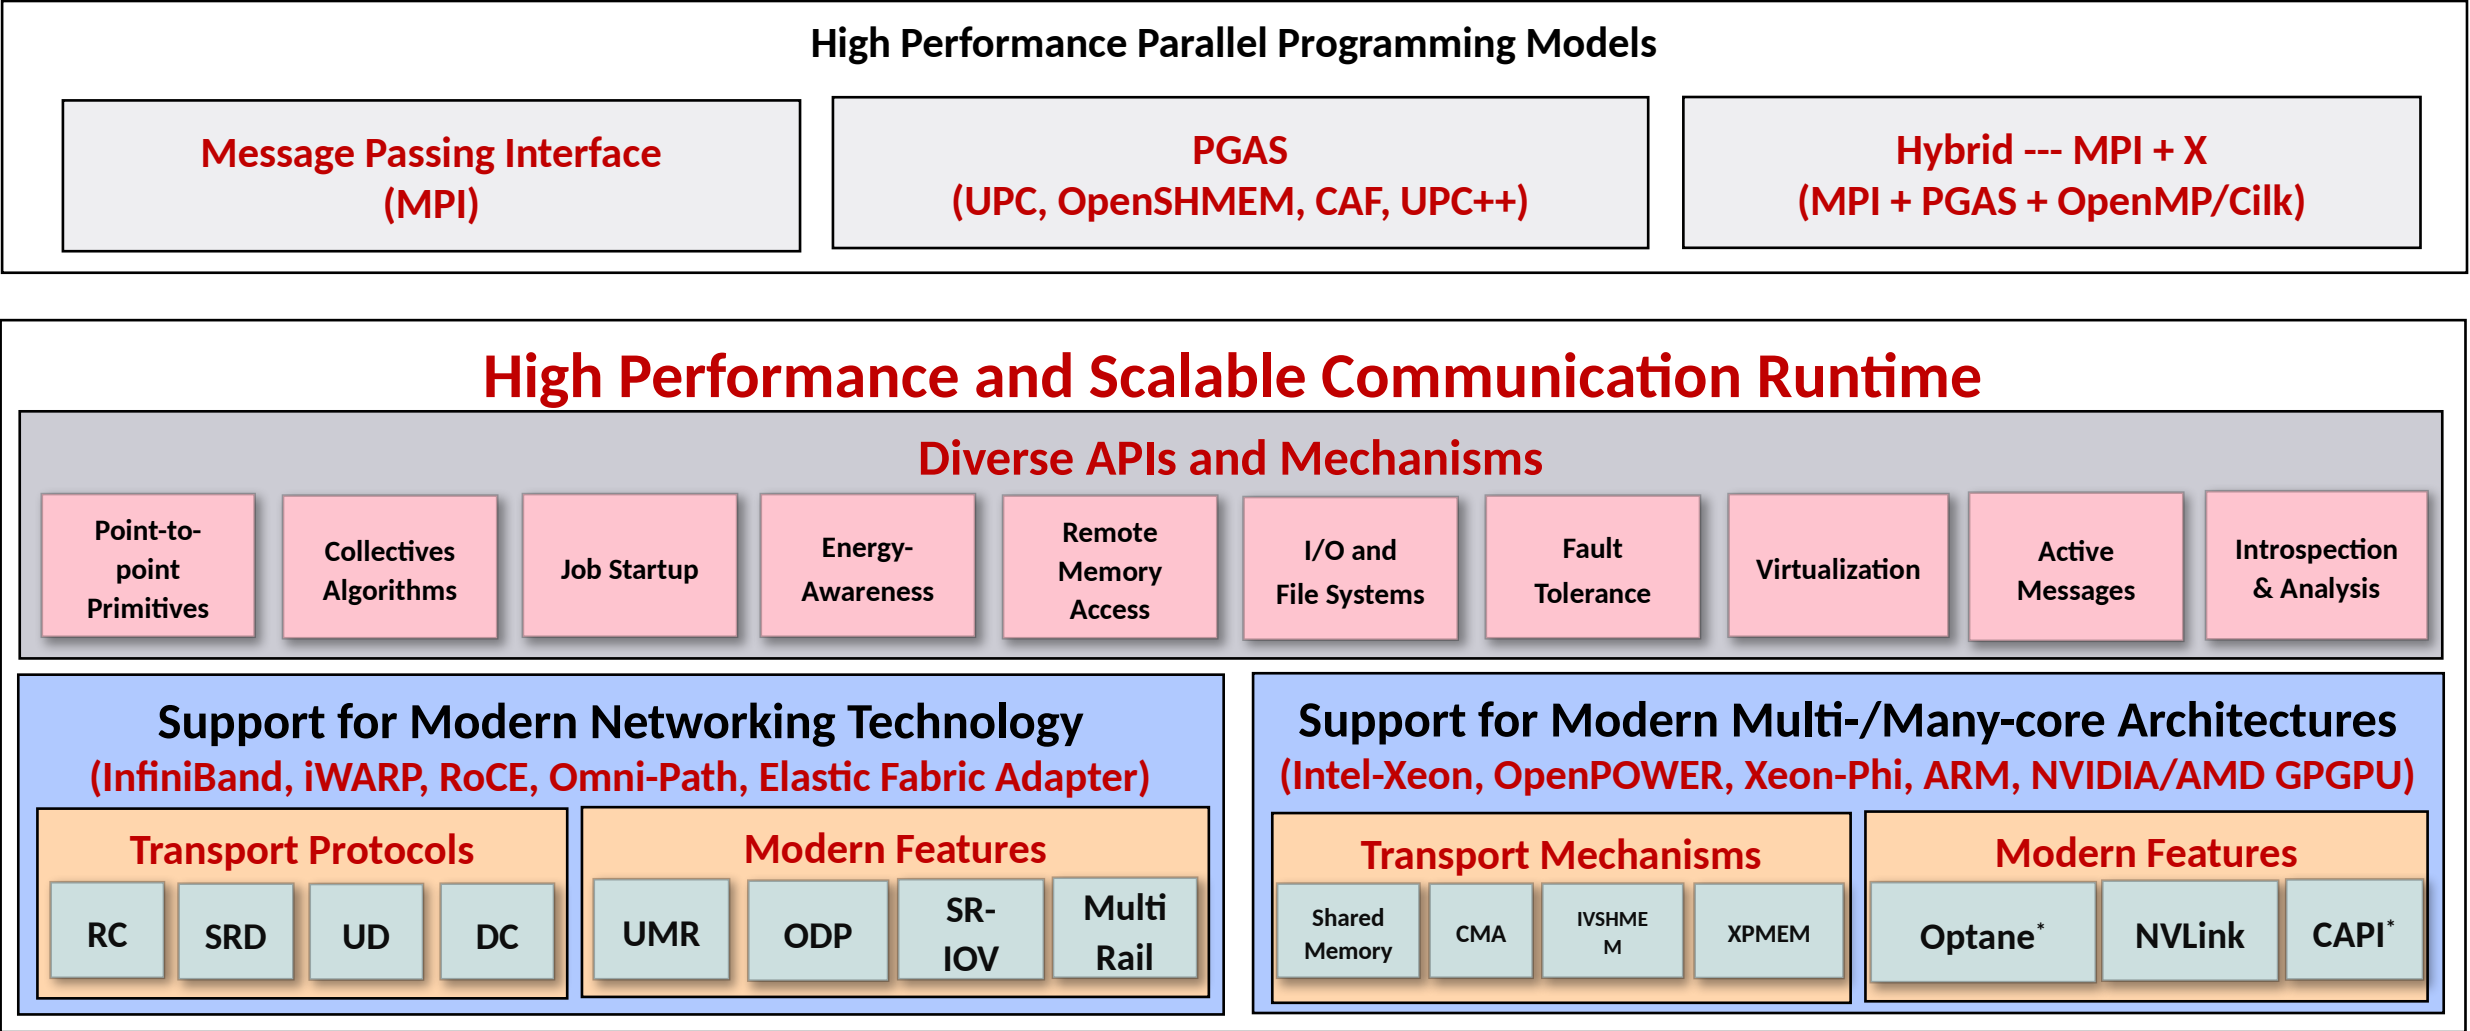 High Performance Parallel Programming Models
Message Passing Interface
(MPI)
PGAS
(UPC, OpenSHMEM, CAF, UPC++)
Hybrid --- MPI + X
(MPI + PGAS + OpenMP/Cilk)
High Performance and Scalable Communication Runtime
Diverse APIs and Mechanisms
Point-to-
point
Primitives
Collectives
Algorithms
Job Startup
Energy-
Awareness
Remote
Memory
Access
I/O and
File Systems
Fault
Tolerance
Virtualization
Active
Messages
Introspection
& Analysis
Support for Modern Networking Technology
(InfiniBand, iWARP, RoCE, Omni-Path, Elastic Fabric Adapter)
Transport Protocols
RC
SRD
UD
DC
Modern Features
UMR
ODP
SR-
IOV
Multi
Rail
Support for Modern Multi-/Many-core Architectures
(Intel-Xeon, OpenPOWER, Xeon-Phi, ARM, NVIDIA/AMD GPGPU)
Transport Mechanisms
Shared
Memory
CMA
IVSHME
M
XPMEM
Modern Features
Optane*
NVLink
CAPI*